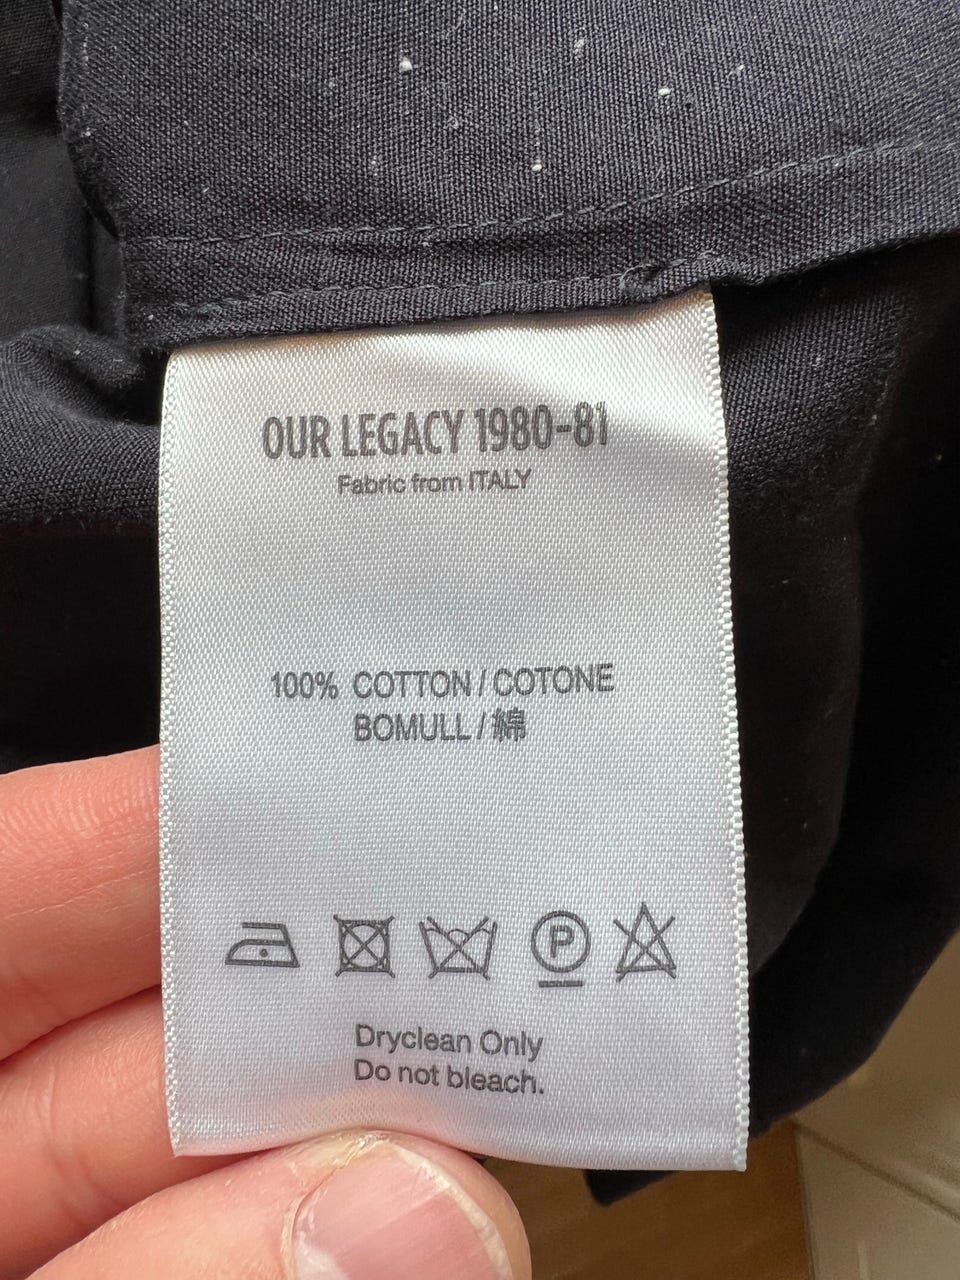 OUR LEGACY 1980-81
Fabric from ITALY
100% COTTON / COTONE
BOMULL / 綿
P
Dryclean Only
Do not bleach.